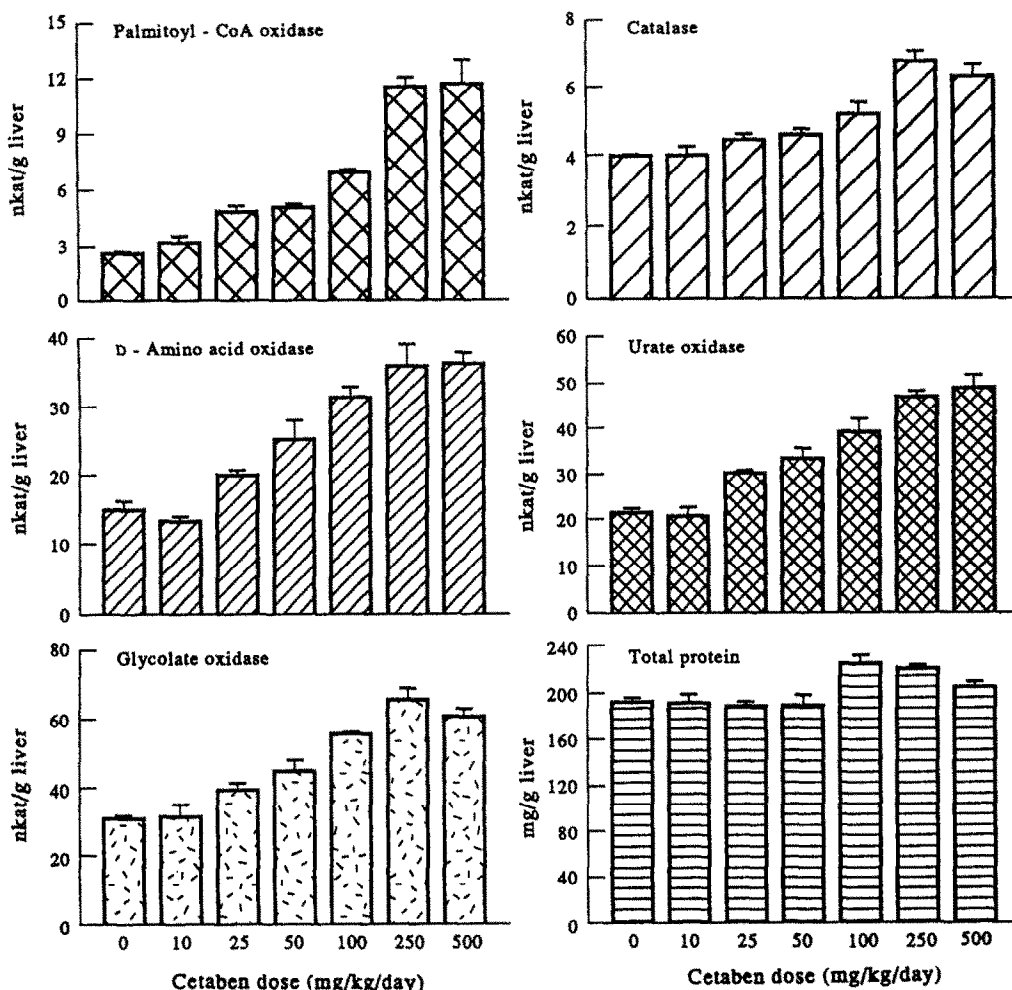 Palmitoyl - CoA oxidase
15
12
9
6
3
0
nkat/g liver
Catalase
8
6
4
2
0
nkat/g liver
D - Amino acid oxidase
40
30
20
10
0
nkat/g liver
Urate oxidase
60
50
40
30
20
10
0
nkat/g liver
Glycolate oxidase
80
60
40
20
0
nkat/g liver
0 10 25 50 100 250 500
Cetaben dose (mg/kg/day)
Total protein
240
200
160
120
80
40
0
mg/g liver
0 10 25 50 100 250 500
Cetaben dose (mg/kg/day)